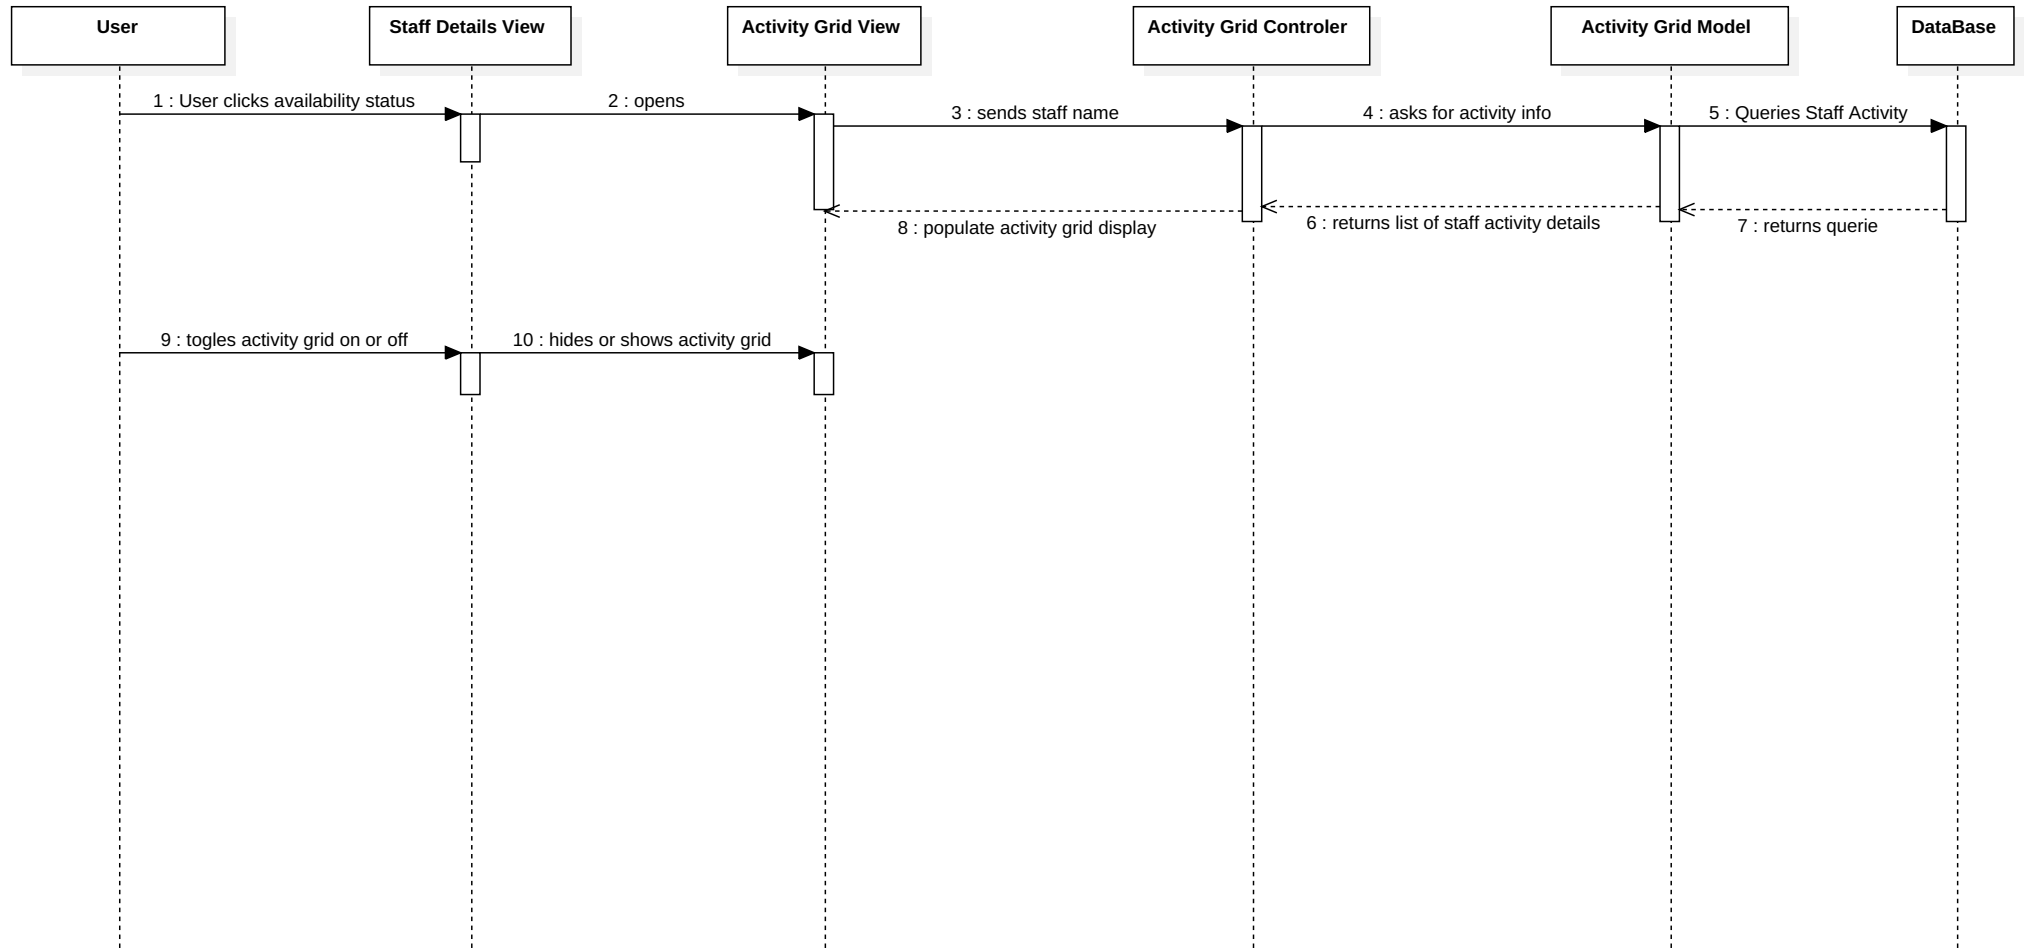 User
Staff Details View
Activity Grid View
Activity Grid Controler
Activity Grid Model
DataBase
1 : User clicks availability status
2 : opens
3 : sends staff name
4 : asks for activity info
5 : Queries Staff Activity
8 : populate activity grid display
6 : returns list of staff activity details
7 : returns querie
9 : togles activity grid on or off
10 : hides or shows activity grid